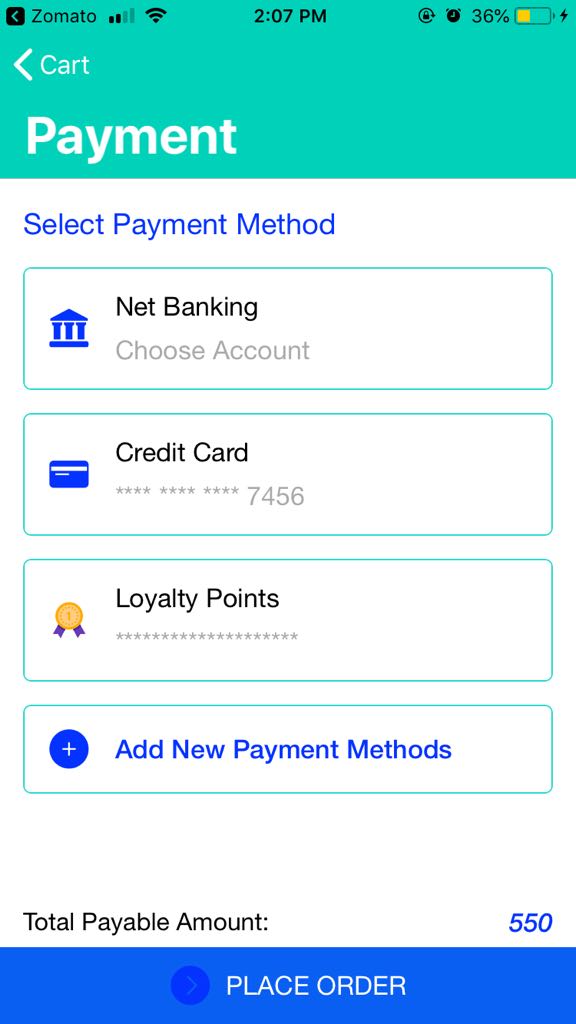 Zomato
2:07 PM
36%
Cart
Payment
Select Payment Method
Net Banking
Choose Account
Credit Card
**** **** **** 7456
Loyalty Points
********************
Add New Payment Methods
Total Payable Amount: 550
PLACE ORDER